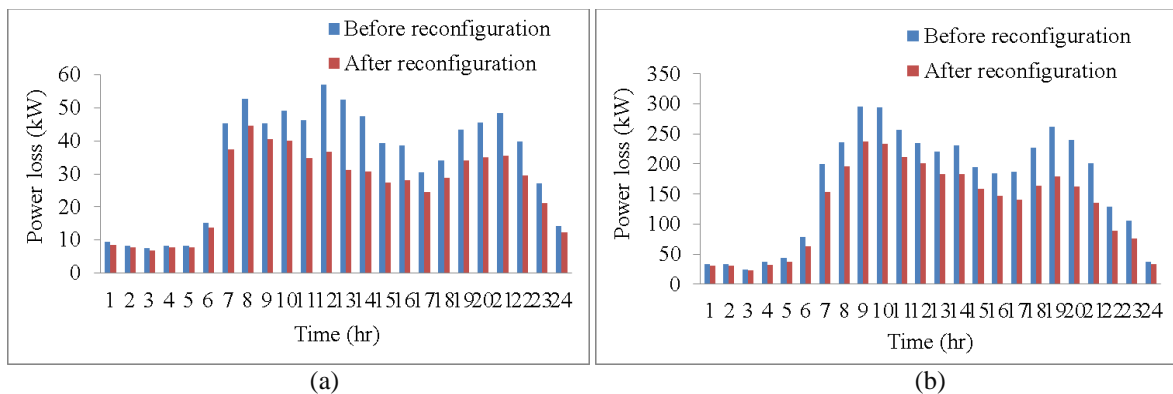 Before reconfiguration
After reconfiguration
60
50
40
30
20
10
0
Power loss (kW)
1 2 3 4 5 6 7 8 9 10 11 12 13 14 15 16 17 18 19 20 21 22 23 24
Time (hr)
(a)
Before reconfiguration
After reconfiguration
350
300
250
200
150
100
50
0
Power loss (kW)
1 2 3 4 5 6 7 8 9 10 11 12 13 14 15 16 17 18 19 20 21 22 23 24
Time (hr)
(b)